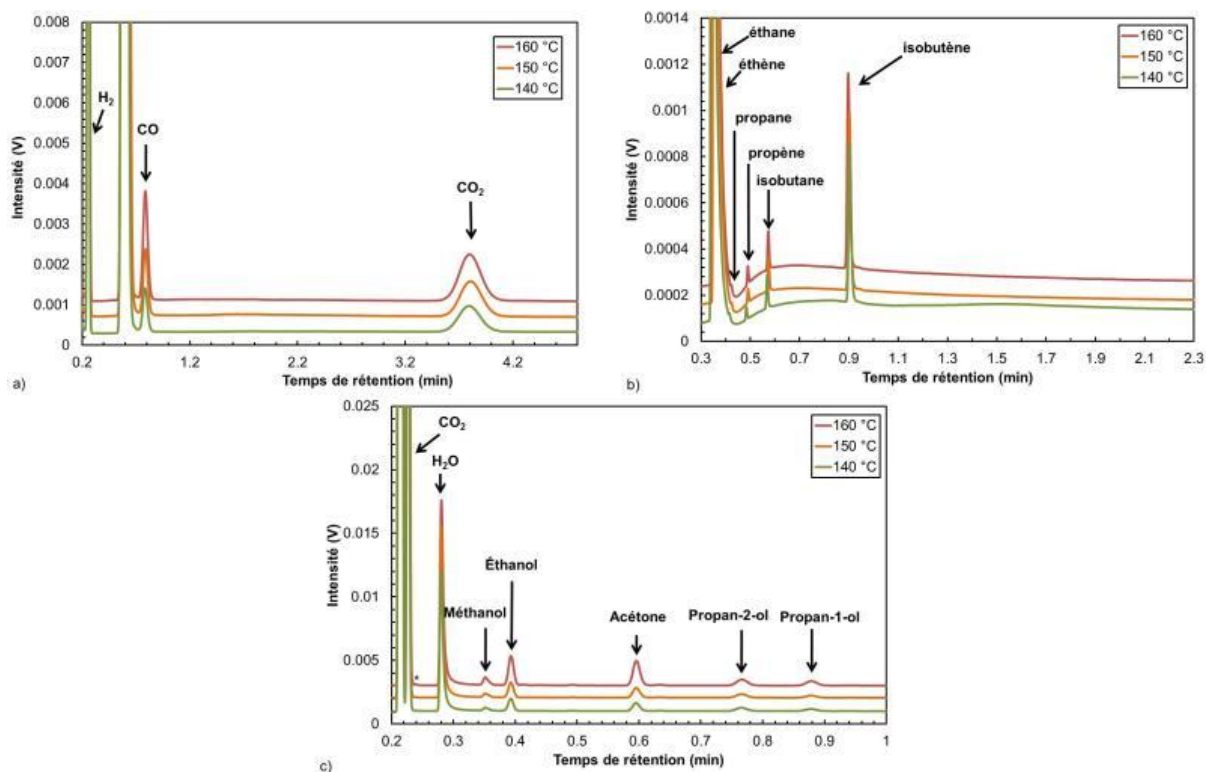 0.008
0.007
0.006
0.005
0.004
0.003
0.002
0.001
0
Intensité (V)
H2
CO
CO2
160 °C
150 °C
140 °C
0.2
1.2
2.2
3.2
4.2
Temps de rétention (min)
a)
0.0014
0.0012
0.001
0.0008
0.0006
0.0004
0.0002
0
Intensité (V)
éthane
éthène
propane
propène
isobutane
isobutène
160 °C
150 °C
140 °C
0.3
0.5
0.7
0.9
1.1
1.3
1.5
1.7
1.9
2.1
2.3
Temps de rétention (min)
b)
0.025
0.02
0.015
0.01
0.005
0
Intensité (V)
CO2
H2O
Méthanol
Éthanol
Acétone
Propan-2-ol
Propan-1-ol
*
160 °C
150 °C
140 °C
0.2
0.3
0.4
0.5
0.6
0.7
0.8
0.9
1
Temps de rétention (min)
c)